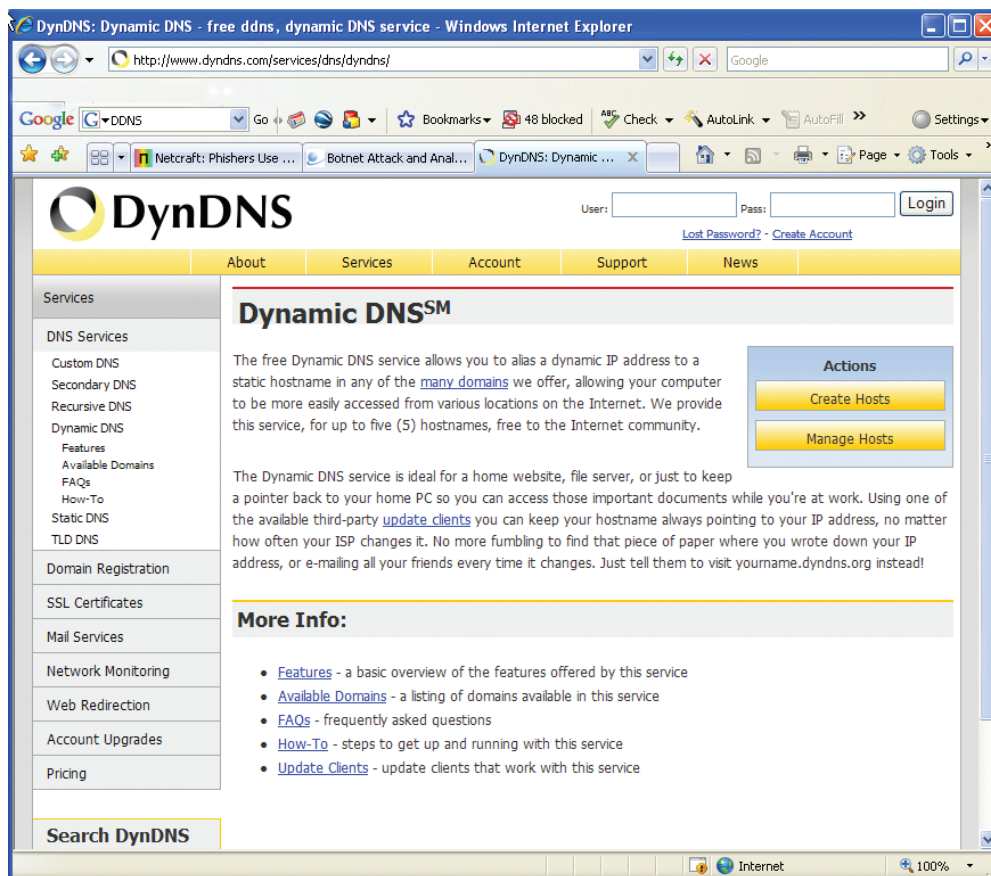 DynDNS: Dynamic DNS - free ddns, dynamic DNS service - Windows Internet Explorer
http://www.dyndns.com/services/dns/dyndns/
Google
Google G DDNS Go Bookmarks 48 blocked ABC Check AutoLink AutoFill >> Settings
Netcraft: Phishers Use ... Botnet Attack and Anal... DynDNS: Dynamic ... X Page Tools
DynDNS
User: Pass: Login
Lost Password? - Create Account
About Services Account Support News
Services
DNS Services
Custom DNS
Secondary DNS
Recursive DNS
Dynamic DNS
Features
Available Domains
FAQs
How-To
Static DNS
TLD DNS
Domain Registration
SSL Certificates
Mail Services
Network Monitoring
Web Redirection
Account Upgrades
Pricing
Search DynDNS
Dynamic DNSSM
The free Dynamic DNS service allows you to alias a dynamic IP address to a
static hostname in any of the many domains we offer, allowing your computer
to be more easily accessed from various locations on the Internet. We provide
this service, for up to five (5) hostnames, free to the Internet community.
Actions
Create Hosts
Manage Hosts
The Dynamic DNS service is ideal for a home website, file server, or just to keep
a pointer back to your home PC so you can access those important documents while you're at work. Using one of
the available third-party update clients you can keep your hostname always pointing to your IP address, no matter
how often your ISP changes it. No more fumbling to find that piece of paper where you wrote down your IP
address, or e-mailing all your friends every time it changes. Just tell them to visit yourname.dyndns.org instead!
More Info:
• Features - a basic overview of the features offered by this service
• Available Domains - a listing of domains available in this service
• FAQs - frequently asked questions
• How-To - steps to get up and running with this service
• Update Clients - update clients that work with this service
Internet 100%